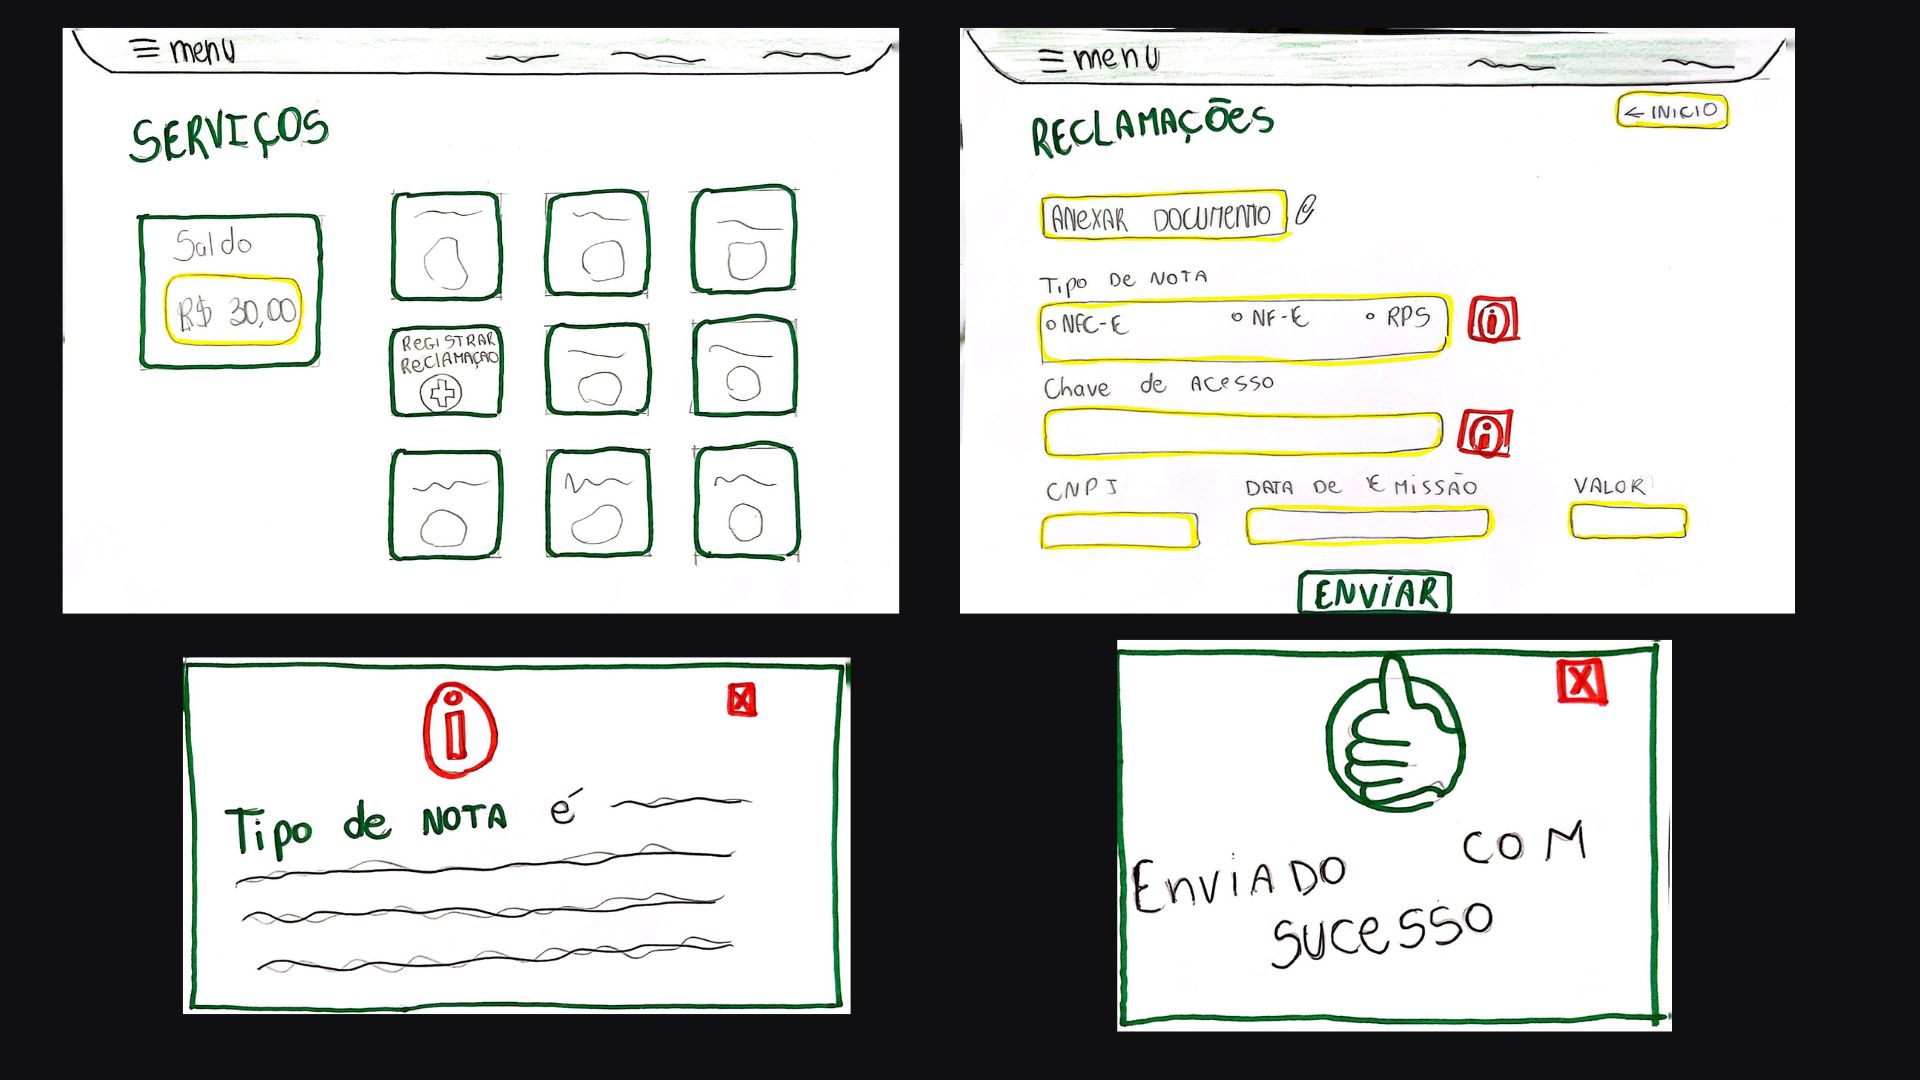 menu
SERVIÇOS
Saldo
R$ 30,00
REGISTRAR
RECLAMAÇAO
menu
RECLAMAÇÕES
← INICIO
ANEXAR DOCUMENTO
TIPO DE NOTA
NFC-E NF-E RPS
i
Chave de ACESSO
i
CNPJ DATA DE EMISSÃO VALOR
ENViAR
i
X
Tipo de NOTA é
X
ENViADO COM
SUCESSO